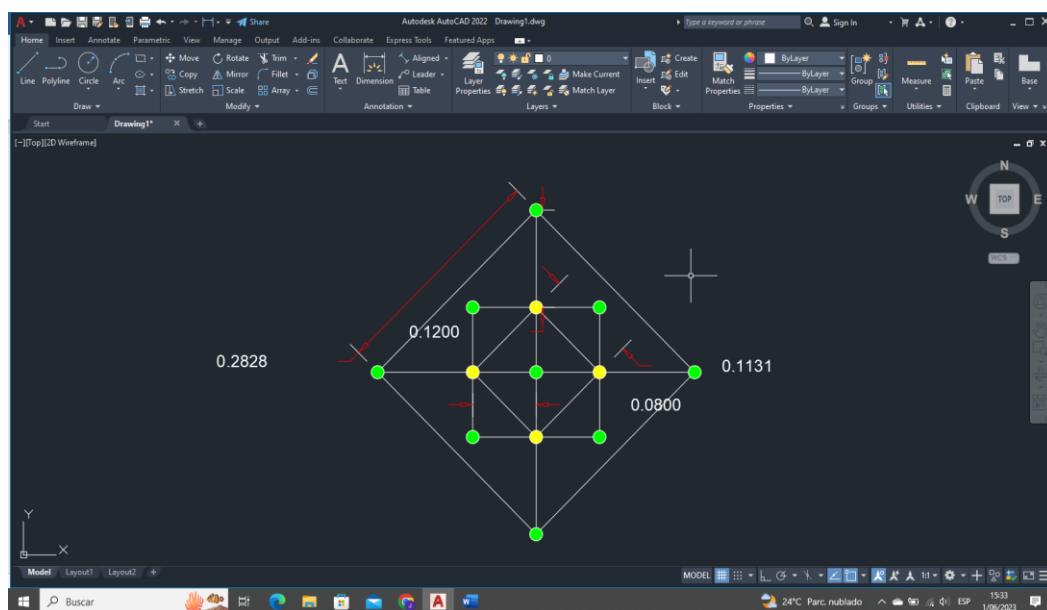 A Share Autodesk AutoCAD 2022 Drawing1.dwg Type a keyword or phrase Sign In
Home Insert Annotate Parametric View Manage Output Add-ins Collaborate Express Tools Featured Apps
Move Rotate Trim Aligned 0 Create ByLayer
Line Polyline Circle Arc Copy Mirror Fillet Text Dimension Leader Layer Properties Make Current Insert Edit Match Properties ByLayer Group Measure Paste Base
Stretch Scale Array Table Match Layer ByLayer
Draw Modify Annotation Layers Block Properties Groups Utilities Clipboard View
Start Drawing1* +
[−][Top][2D Wireframe]
N
W TOP E
S
WCS
0.1200
0.2828
0.1131
0.0800
Y
X
Model Layout1 Layout2 + MODEL 1:1
Buscar A W 24°C Parc. nublado ESP 15:33
1/06/2023